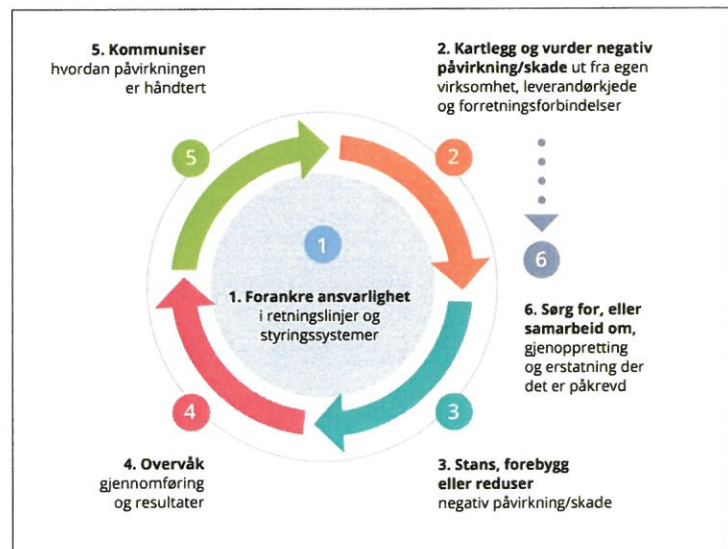 5. Kommuniser
hvordan påvirkningen
er håndtert
2. Kartlegg og vurder negativ
påvirkning/skade ut fra egen
virksomhet, leverandørkjede
og forretningsforbindelser
5
2
1
6
1. Forankre ansvarlighet
i retningslinjer og
styringssystemer
6. Sørg for, eller
samarbeid om,
gjenoppretting
og erstatning der
det er påkrevd
4
3
4. Overvåk
gjennomføring
og resultater
3. Stans, forebygg
eller reduser
negativ påvirkning/skade